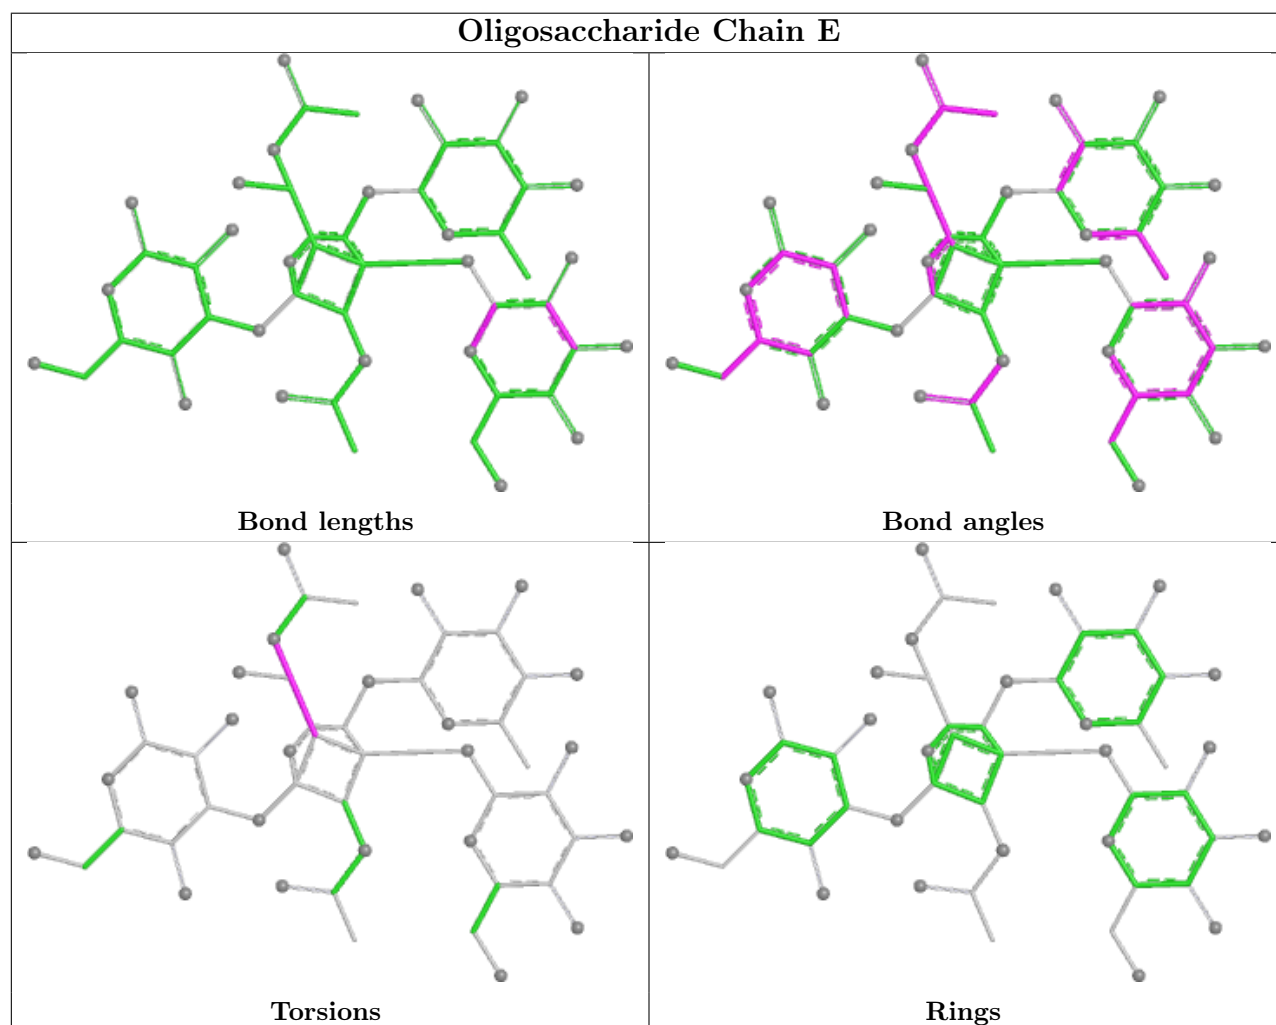 Oligosaccharide Chain E
Bond lengths
Bond angles
Torsions
Rings